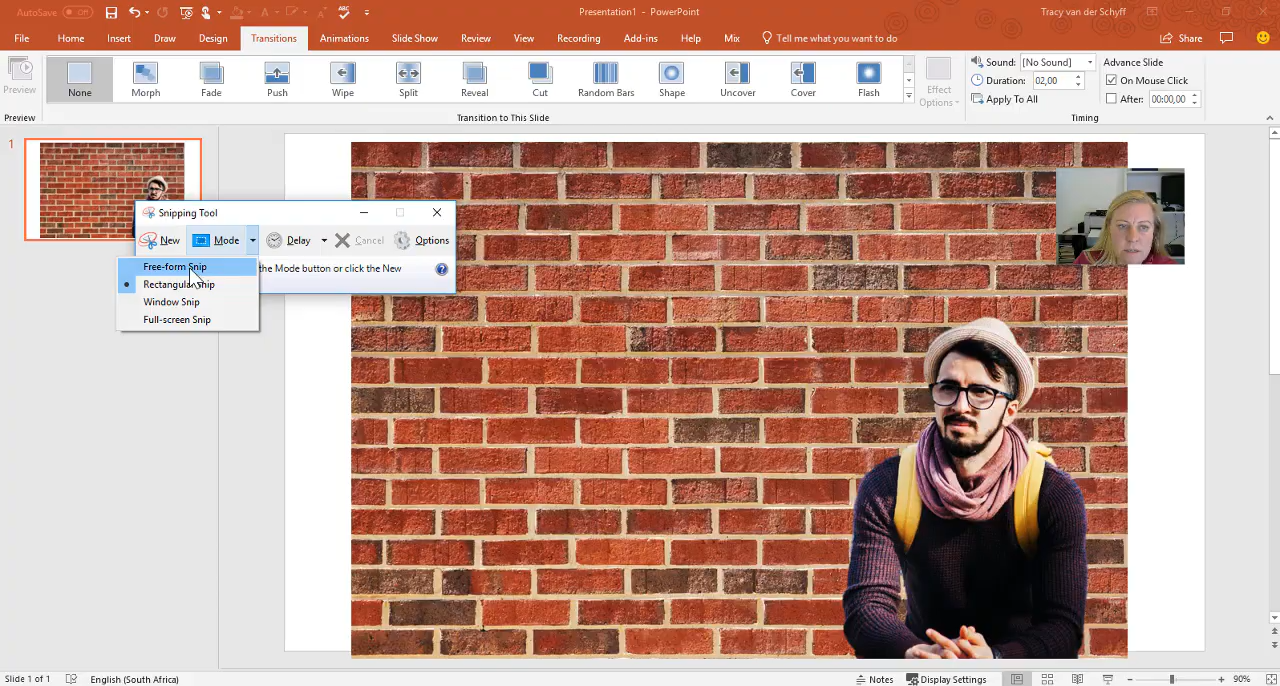 AutoSave Off Presentation1 - PowerPoint Tracy van der Schyff
File Home Insert Draw Design Transitions Animations Slide Show Review View Recording Add-ins Help Mix Tell me what you want to do Share
Preview None Morph Fade Push Wipe Split Reveal Cut Random Bars Shape Uncover Cover Flash Effect Options
Sound: [No Sound] Advance Slide
Duration: 02,00 On Mouse Click
Apply To All After: 00:00,00
Preview Transition to This Slide Timing
1
Snipping Tool
New Mode Delay Cancel Options
the Mode button or click the New
Free-form Snip
Rectangular Snip
Window Snip
Full-screen Snip
Slide 1 of 1 English (South Africa) Notes Display Settings 90%